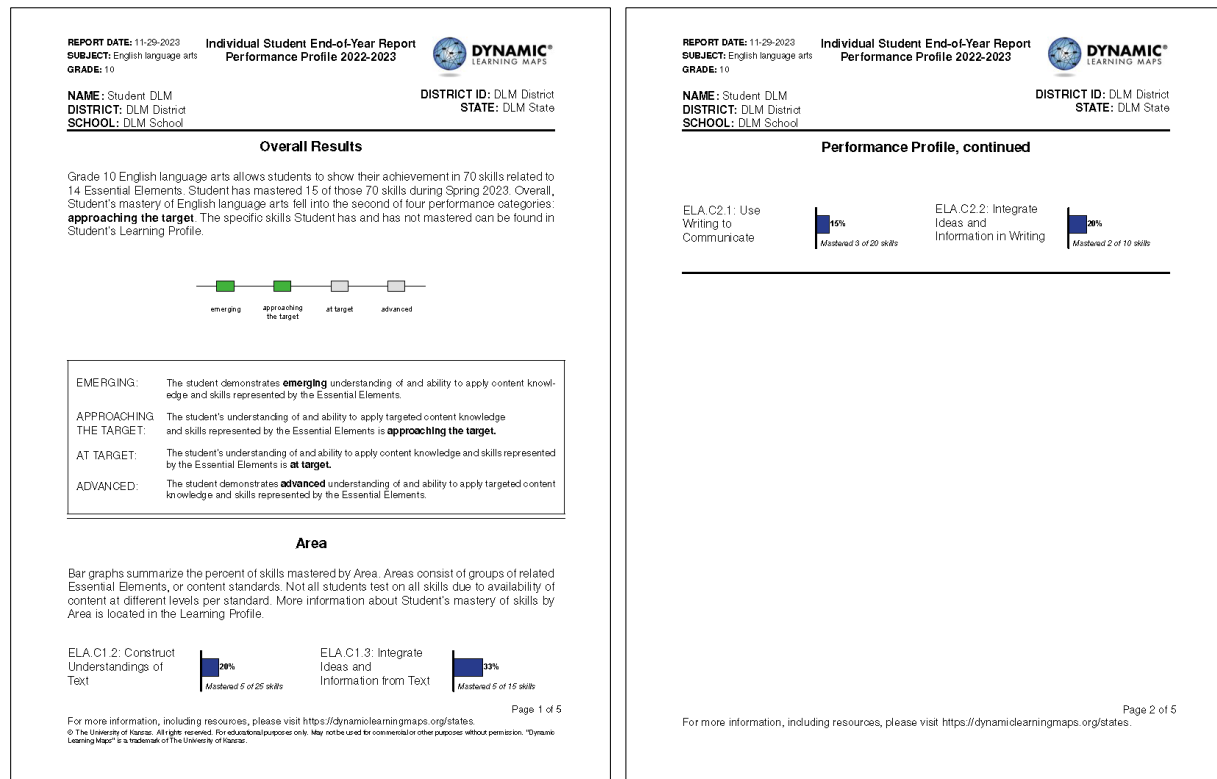 REPORT DATE: 11-29-2023
SUBJECT: English language arts
GRADE: 10
Individual Student End-of-Year Report
Performance Profile 2022-2023
DYNAMIC®
LEARNING MAPS
NAME: Student DLM
DISTRICT: DLM District
SCHOOL: DLM School
DISTRICT ID: DLM District
STATE: DLM State
Overall Results
Grade 10 English language arts allows students to show their achievement in 70 skills related to
14 Essential Elements. Student has mastered 15 of those 70 skills during Spring 2023. Overall,
Student's mastery of English language arts fell into the second of four performance categories:
approaching the target. The specific skills Student has and has not mastered can be found in
Student's Learning Profile.
emerging
approaching
the target
at target
advanced
EMERGING: The student demonstrates emerging understanding of and ability to apply content knowl-
edge and skills represented by the Essential Elements.
APPROACHING The student's understanding of and ability to apply targeted content knowledge
THE TARGET: and skills represented by the Essential Elements is approaching the target.
AT TARGET: The student's understanding of and ability to apply content knowledge and skills represented
by the Essential Elements is at target.
ADVANCED: The student demonstrates advanced understanding of and ability to apply targeted content
knowledge and skills represented by the Essential Elements.
Area
Bar graphs summarize the percent of skills mastered by Area. Areas consist of groups of related
Essential Elements, or content standards. Not all students test on all skills due to availability of
content at different levels per standard. More information about Student's mastery of skills by
Area is located in the Learning Profile.
ELA.C1.2: Construct
Understandings of
Text
20%
Mastered 5 of 25 skills
ELA.C1.3: Integrate
Ideas and
Information from Text
33%
Mastered 5 of 15 skills
Page 1 of 5
For more information, including resources, please visit https://dynamiclearningmaps.org/states.
© The University of Kansas. All rights reserved. For educational purposes only. May not be used for commercial or other purposes without permission. "Dynamic
Learning Maps" is a trademark of The University of Kansas.
REPORT DATE: 11-29-2023
SUBJECT: English language arts
GRADE: 10
Individual Student End-of-Year Report
Performance Profile 2022-2023
DYNAMIC®
LEARNING MAPS
NAME: Student DLM
DISTRICT: DLM District
SCHOOL: DLM School
DISTRICT ID: DLM District
STATE: DLM State
Performance Profile, continued
ELA.C2.1: Use
Writing to
Communicate
15%
Mastered 3 of 20 skills
ELA.C2.2: Integrate
Ideas and
Information in Writing
20%
Mastered 2 of 10 skills
Page 2 of 5
For more information, including resources, please visit https://dynamiclearningmaps.org/states.